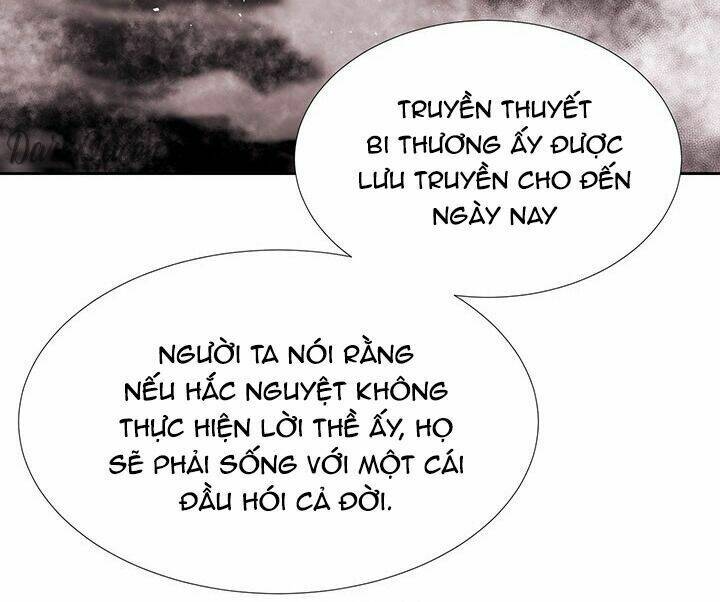 TRUYỀN THUYẾT
BI THƯƠNG ẤY ĐƯỢC
LƯU TRUYỀN CHO ĐẾN
NGÀY NAY
NGƯỜI TA NÓI RẰNG
NẾU HẮC NGUYỆT KHÔNG
THỰC HIỆN LỜI THỀ ẤY, HỌ
SẼ PHẢI SỐNG VỚI MỘT CÁI
ĐẦU HÓI CẢ ĐỜI.